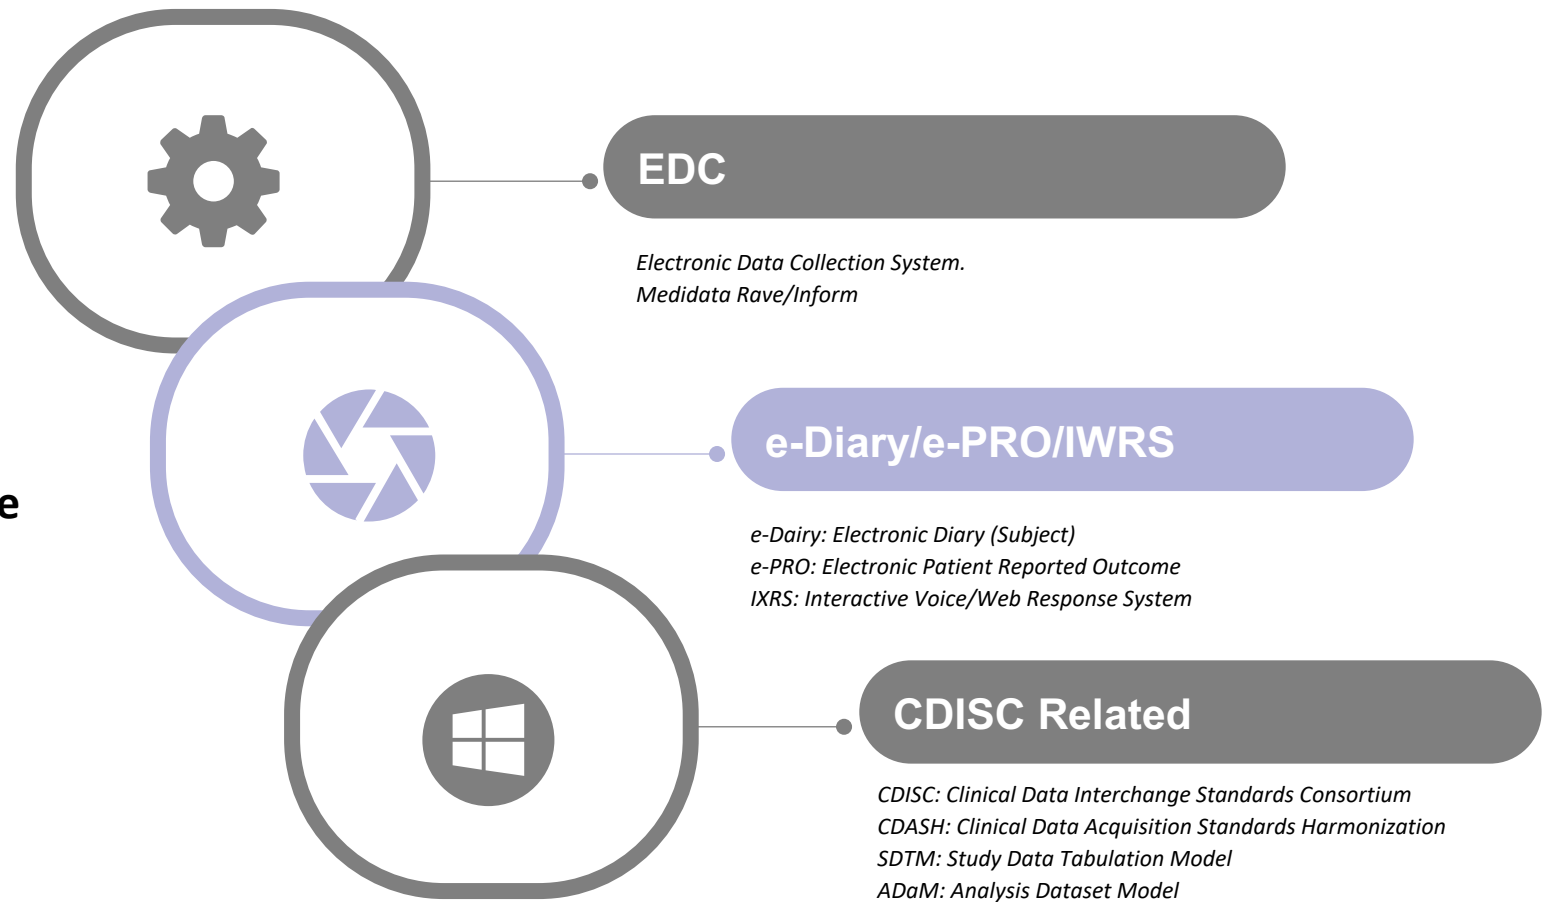 EDC
Electronic Data Collection System.
Medidata Rave/Inform
e-Diary/e-PRO/IWRS
e
e-Dairy: Electronic Diary (Subject)
e-PRO: Electronic Patient Reported Outcome
IXRS: Interactive Voice/Web Response System
CDISC Related
CDISC: Clinical Data Interchange Standards Consortium
CDASH: Clinical Data Acquisition Standards Harmonization
SDTM: Study Data Tabulation Model
ADaM: Analysis Dataset Model